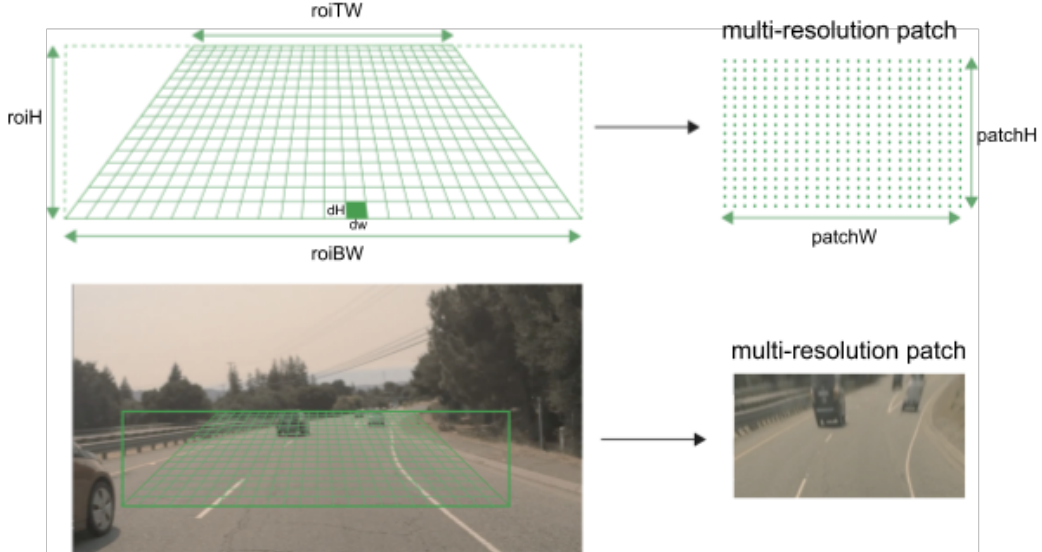 roiTW
multi-resolution patch
roiH
patchH
dH
dw
patchW
roiBW
multi-resolution patch